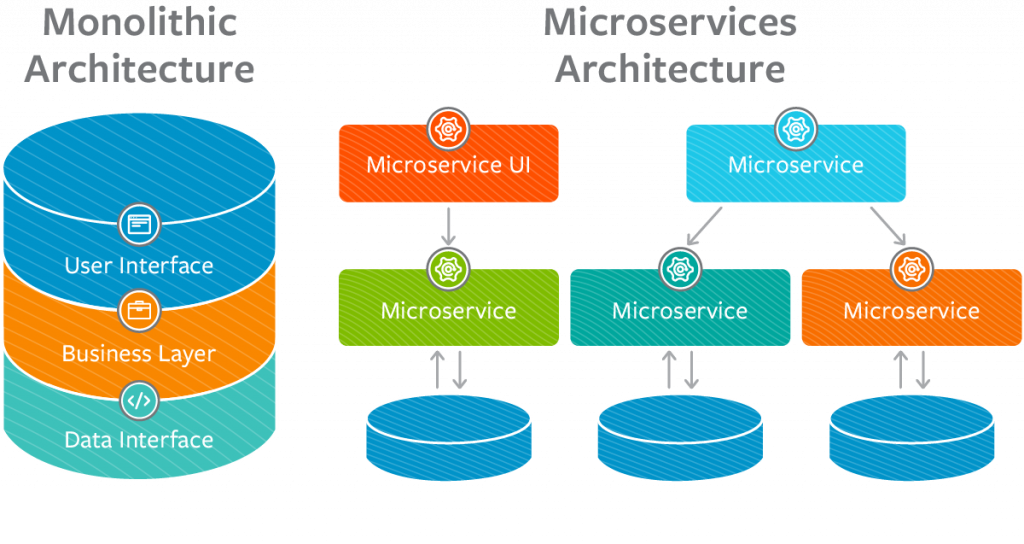 Monolithic
Architecture
User Interface
Business Layer
Data Interface
Microservices
Architecture
Microservice UI
Microservice
Microservice
Microservice
Microservice